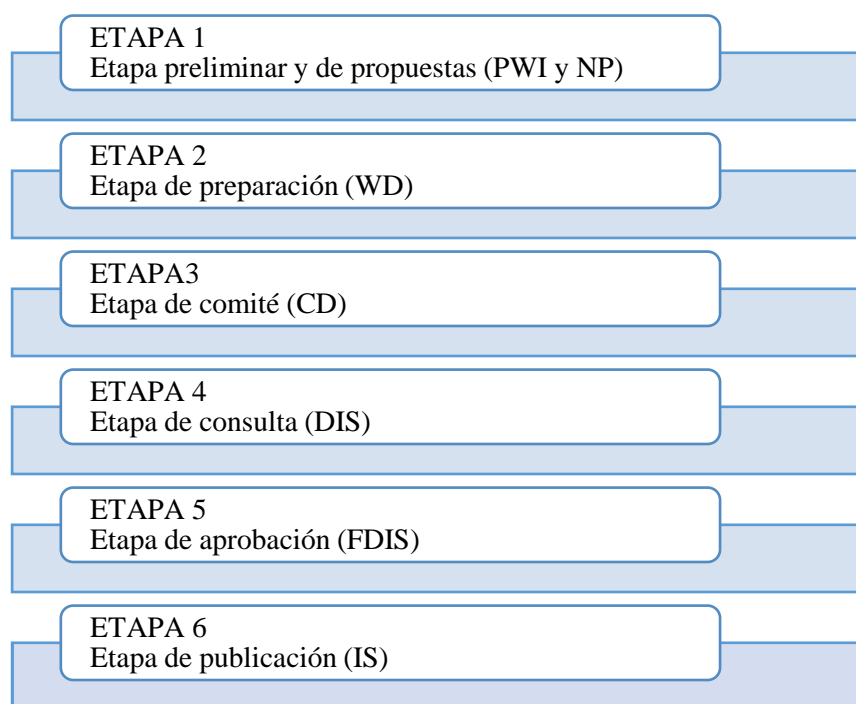 ETAPA 1
Etapa preliminar y de propuestas (PWI y NP)
ETAPA 2
Etapa de preparación (WD)
ETAPA3
Etapa de comité (CD)
ETAPA 4
Etapa de consulta (DIS)
ETAPA 5
Etapa de aprobación (FDIS)
ETAPA 6
Etapa de publicación (IS)